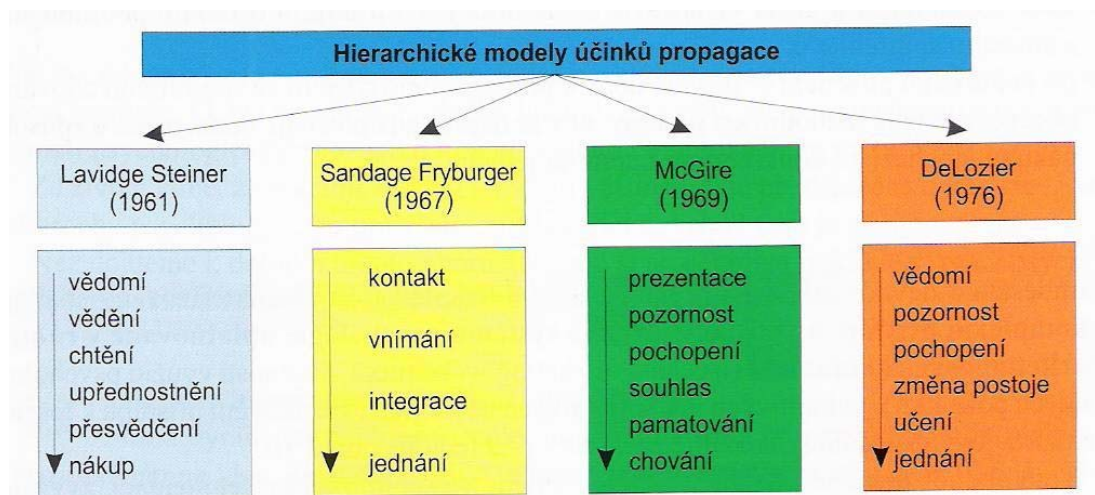 Hierarchické modely účinků propagace
Lavidge Steiner
(1961)
Sandage Fryburger
(1967)
McGire
(1969)
DeLozier
(1976)
vědomí
vědění
chtění
upřednostnění
přesvědčení
nákup
kontakt
vnímání
integrace
jednání
prezentace
pozornost
pochopení
souhlas
pamatování
chování
vědomí
pozornost
pochopení
změna postoje
učení
jednání